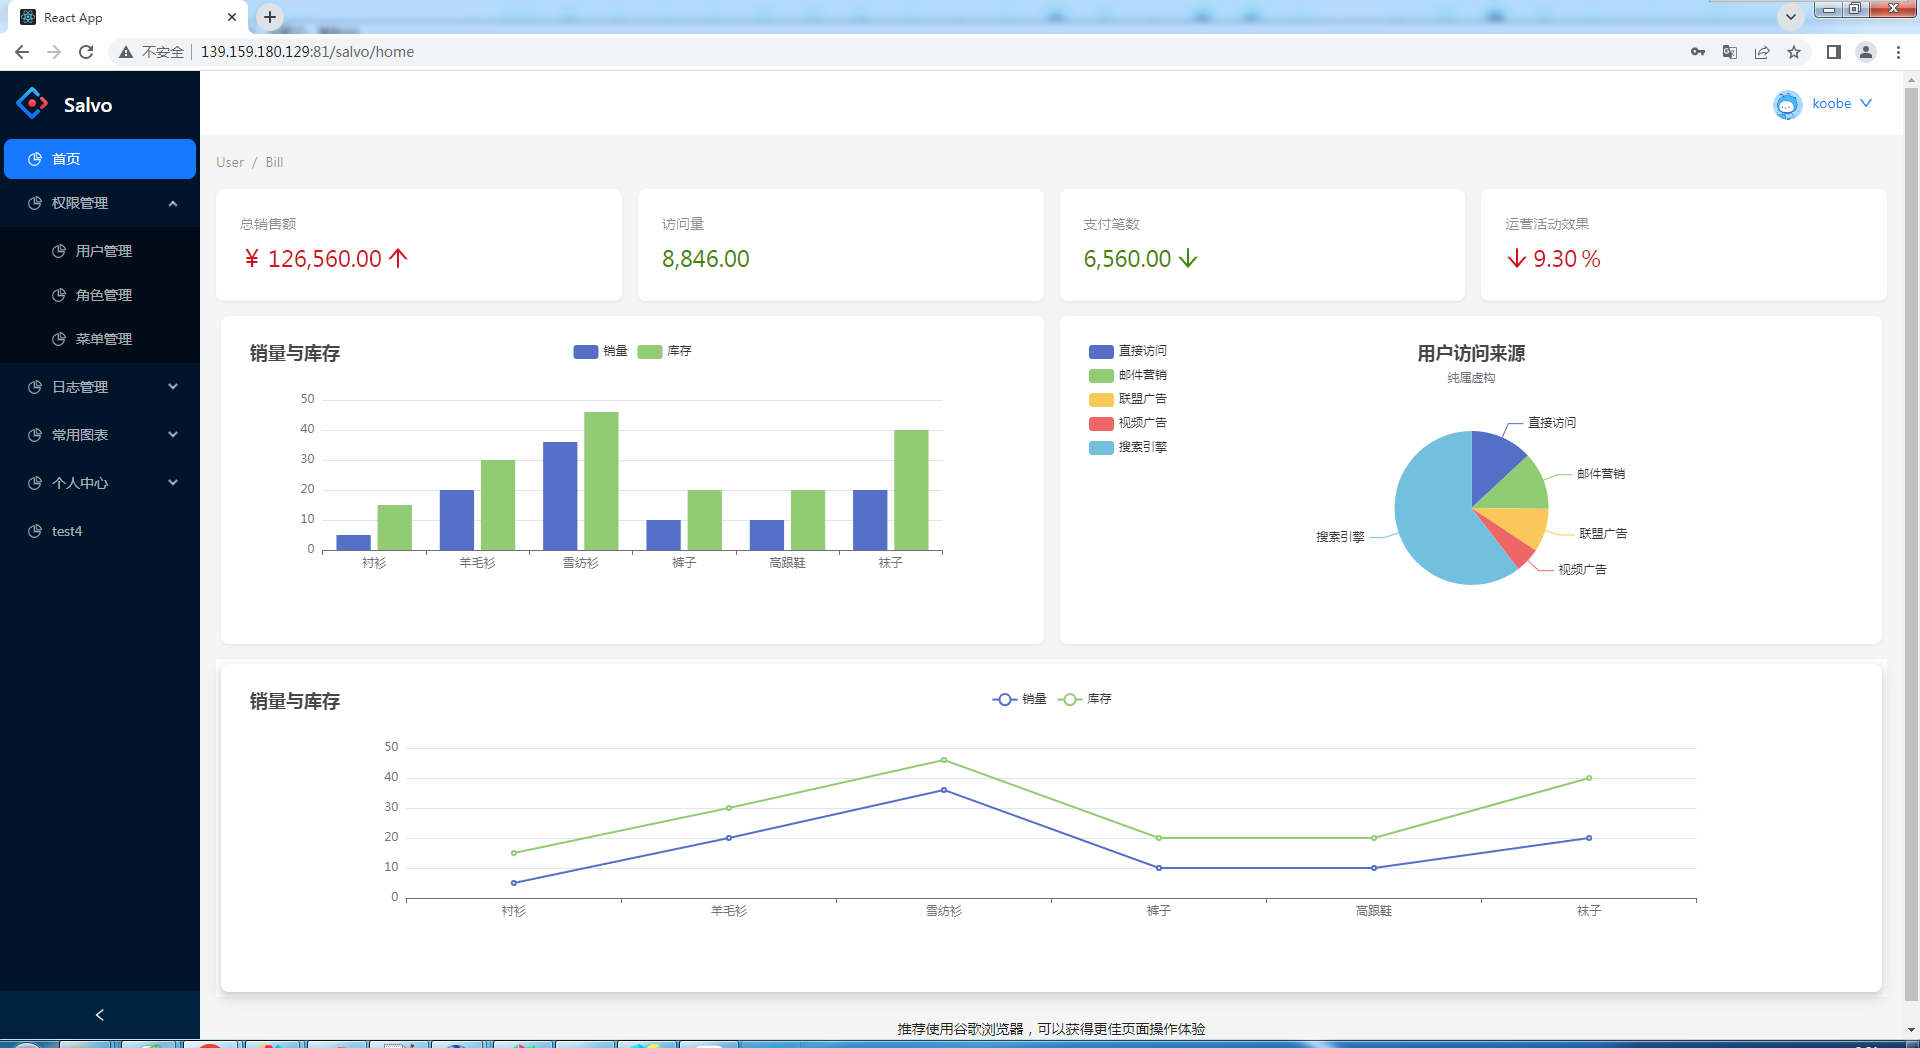 React App
不安全 139.159.180.129:81/salvo/home
Salvo
koobe
首页
权限管理
用户管理
角色管理
菜单管理
日志管理
常用图表
个人中心
test4
User / Bill
总销售额
¥ 126,560.00
访问量
8,846.00
支付笔数
6,560.00
运营活动效果
9.30 %
销量与库存
销量 库存
50
40
30
20
10
0
衬衫 羊毛衫 雪纺衫 裤子 高跟鞋 袜子
直接访问
邮件营销
联盟广告
视频广告
搜索引擎
用户访问来源
纯属虚构
直接访问
邮件营销
联盟广告
视频广告
搜索引擎
销量与库存
销量 库存
50
40
30
20
10
0
衬衫 羊毛衫 雪纺衫 裤子 高跟鞋 袜子
推荐使用谷歌浏览器，可以获得更佳页面操作体验